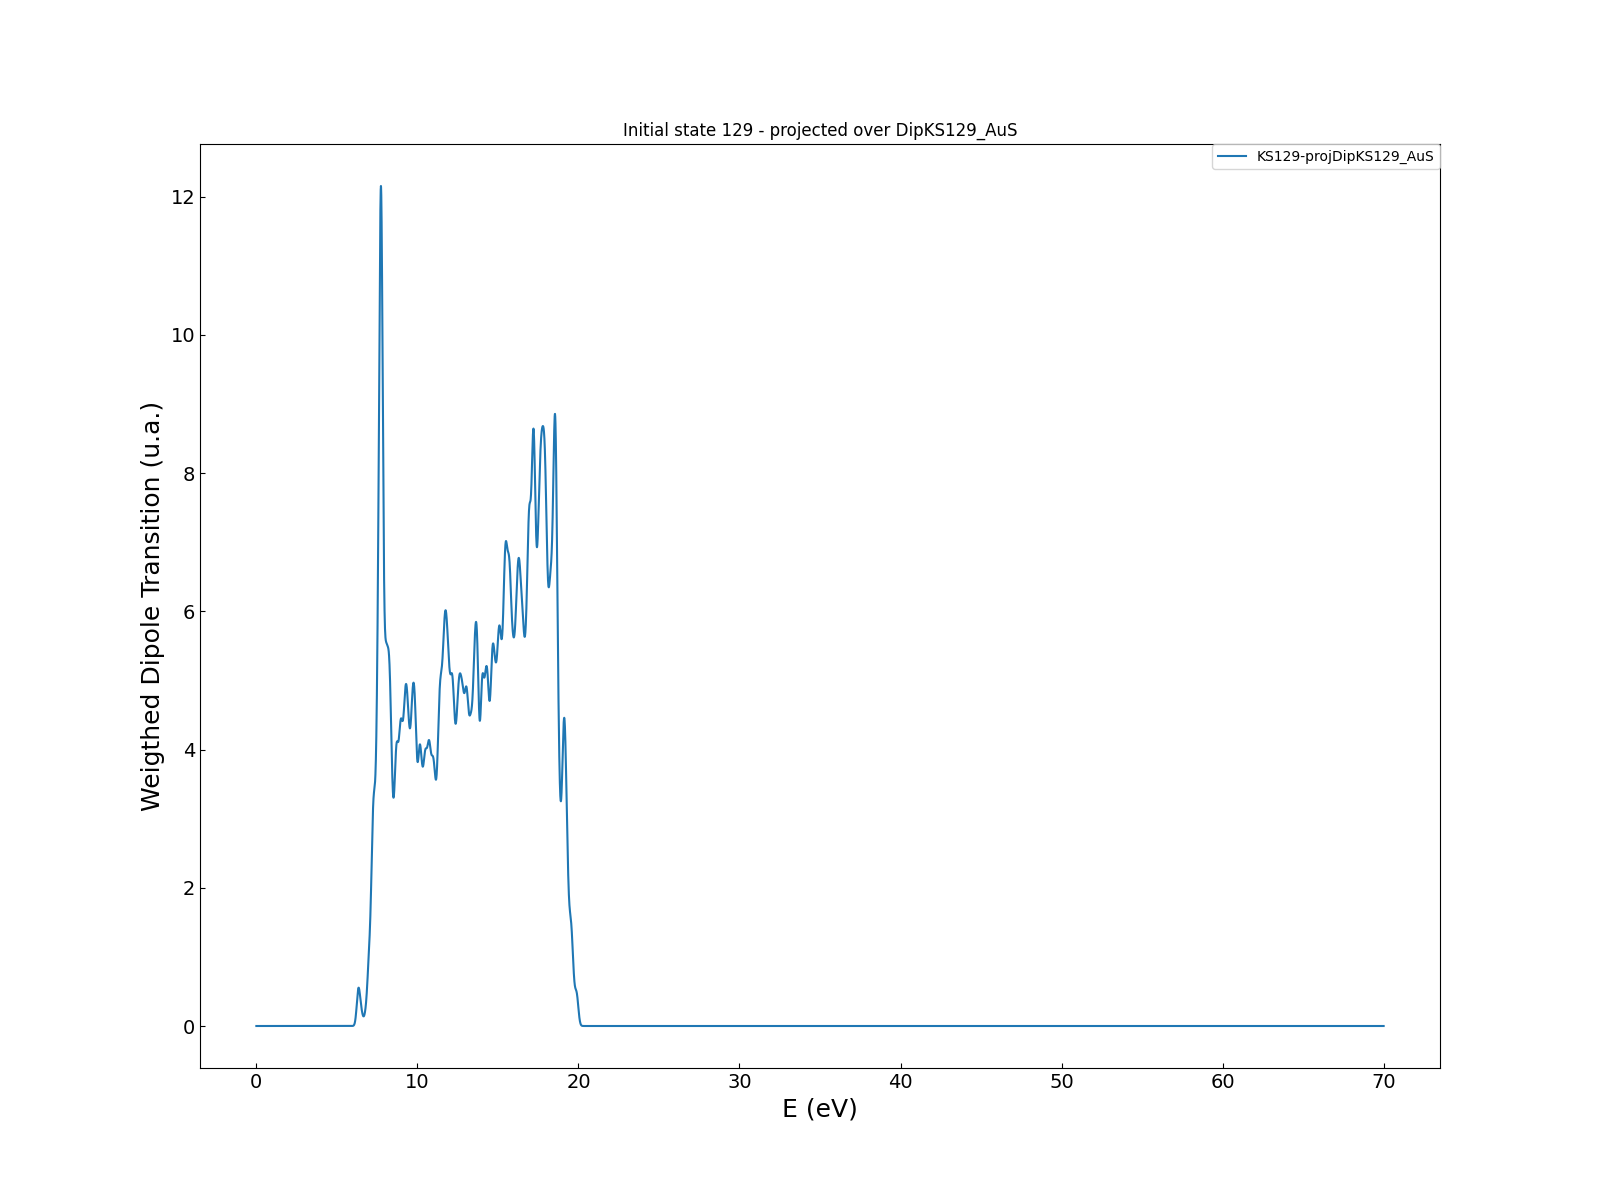 Initial state 129 - projected over DipKS129_AuS
KS129-projDipKS129_AuS
12
10
8
6
4
2
0
Weigthed Dipole Transition (u.a.)
0 10 20 30 40 50 60 70
E (eV)